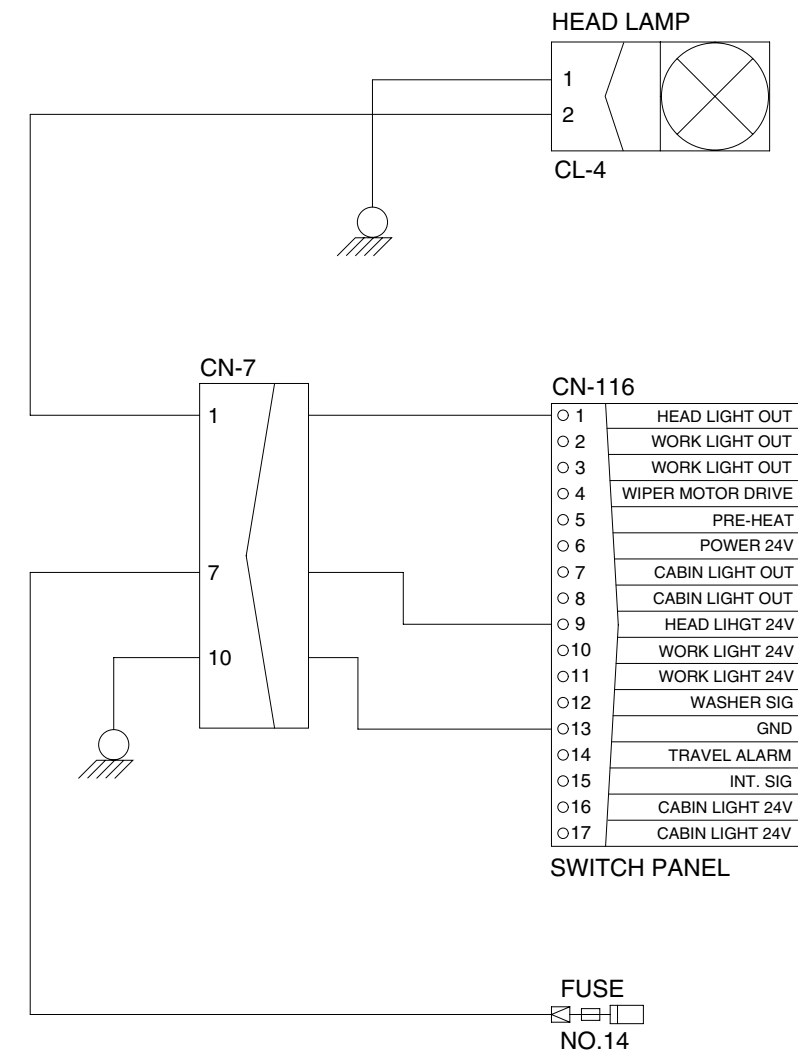 HEAD LAMP
1
2
CL-4
CN-7
1
7
10
CN-116
1 HEAD LIGHT OUT
2 WORK LIGHT OUT
3 WORK LIGHT OUT
4 WIPER MOTOR DRIVE
5 PRE-HEAT
6 POWER 24V
7 CABIN LIGHT OUT
8 CABIN LIGHT OUT
9 HEAD LIHGT 24V
10 WORK LIGHT 24V
11 WORK LIGHT 24V
12 WASHER SIG
13 GND
14 TRAVEL ALARM
15 INT. SIG
16 CABIN LIGHT 24V
17 CABIN LIGHT 24V
SWITCH PANEL
FUSE
NO.14